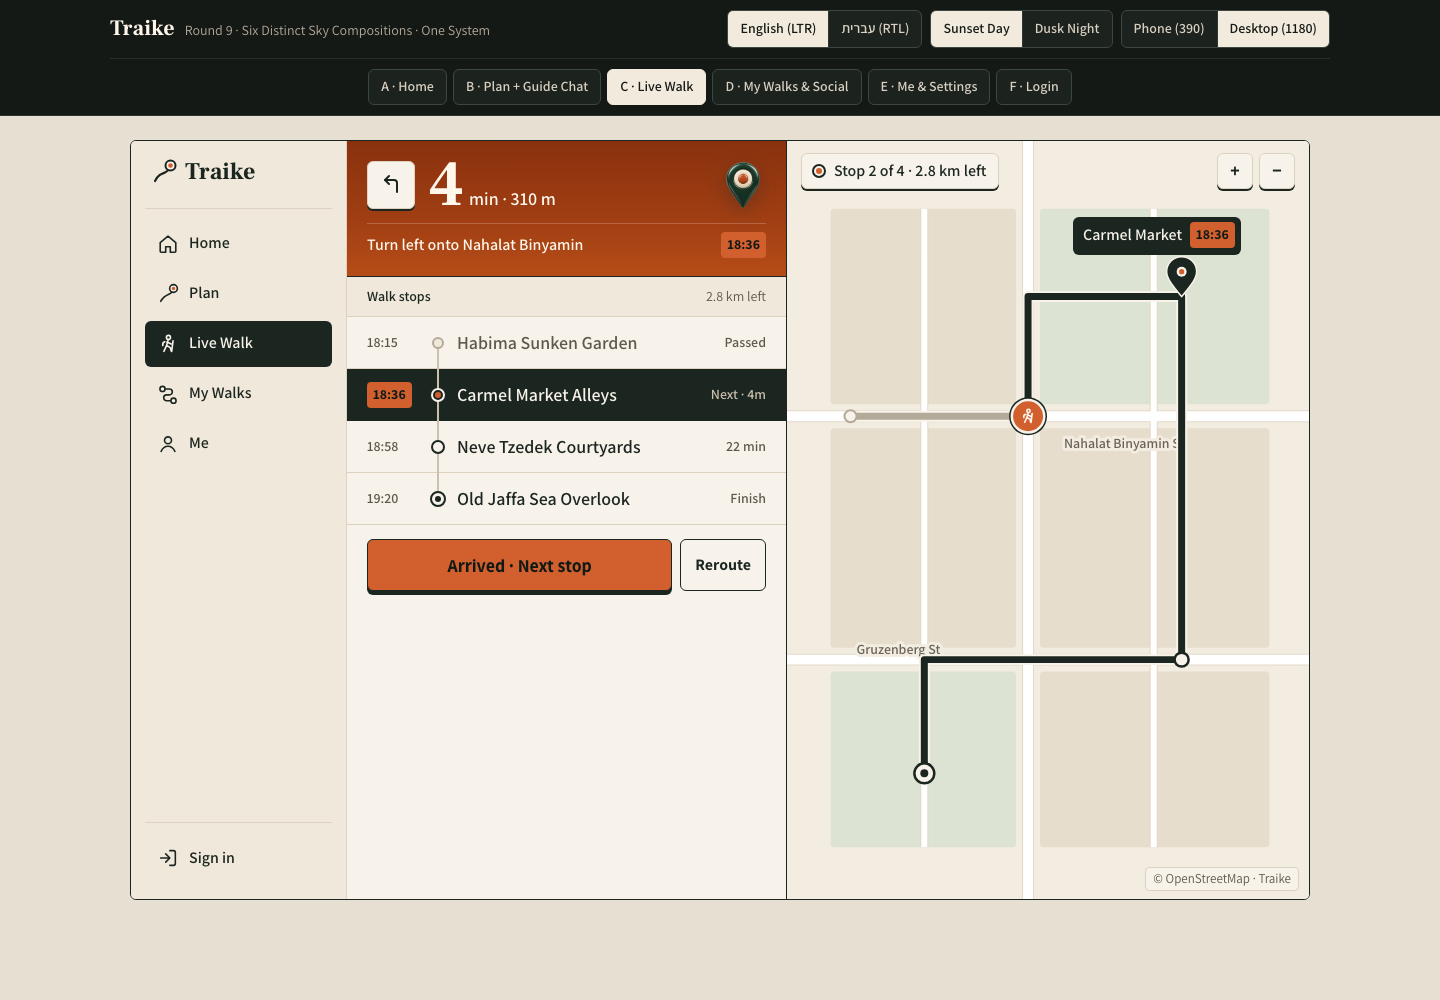 Traike Round 9 · Six Distinct Sky Compositions · One System
English (LTR) עברית (RTL) Sunset Day Dusk Night Phone (390) Desktop (1180)
A · Home B · Plan + Guide Chat C · Live Walk D · My Walks & Social E · Me & Settings F · Login
Traike
Home
Plan
Live Walk
My Walks
Me
Sign in
4 min · 310 m
Turn left onto Nahalat Binyamin 18:36
Walk stops 2.8 km left
18:15 Habima Sunken Garden Passed
18:36 Carmel Market Alleys Next · 4m
18:58 Neve Tzedek Courtyards 22 min
19:20 Old Jaffa Sea Overlook Finish
Arrived · Next stop Reroute
Stop 2 of 4 · 2.8 km left + −
Carmel Market 18:36
Nahalat Binyamin S
Gruzenberg St
© OpenStreetMap · Traike